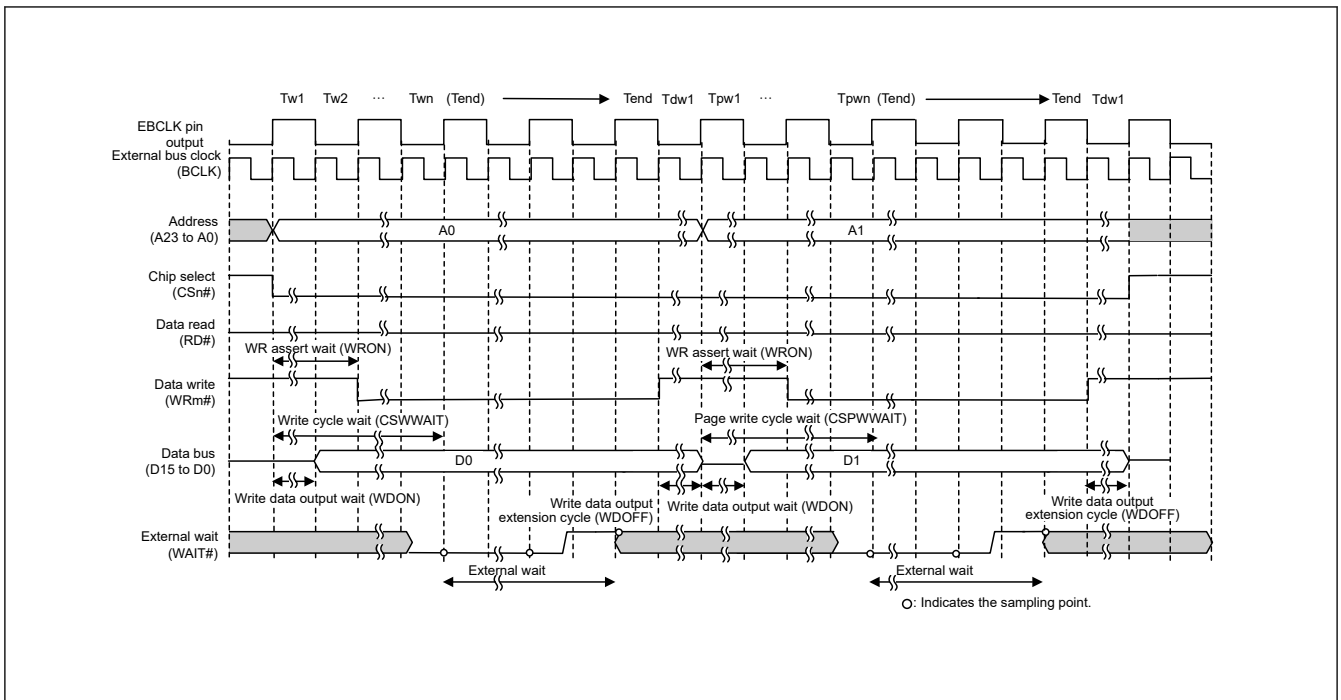 Tw1 Tw2 ... Twn (Tend) Tend Tdw1 Tpw1 ... Tpwn (Tend) Tend Tdw1
EBCLK pin
output
External bus clock
(BCLK)
Address
(A23 to A0)
A0 A1
Chip select
(CSn#)
Data read
(RD#)
WR assert wait (WRON) WR assert wait (WRON)
Data write
(WRm#)
Write cycle wait (CSWWAIT) Page write cycle wait (CSPWWAIT)
Data bus
(D15 to D0)
D0 D1
Write data output wait (WDON) Write data output
extension cycle (WDOFF)
Write data output wait (WDON) Write data output
extension cycle (WDOFF)
External wait
(WAIT#)
External wait External wait
O: Indicates the sampling point.